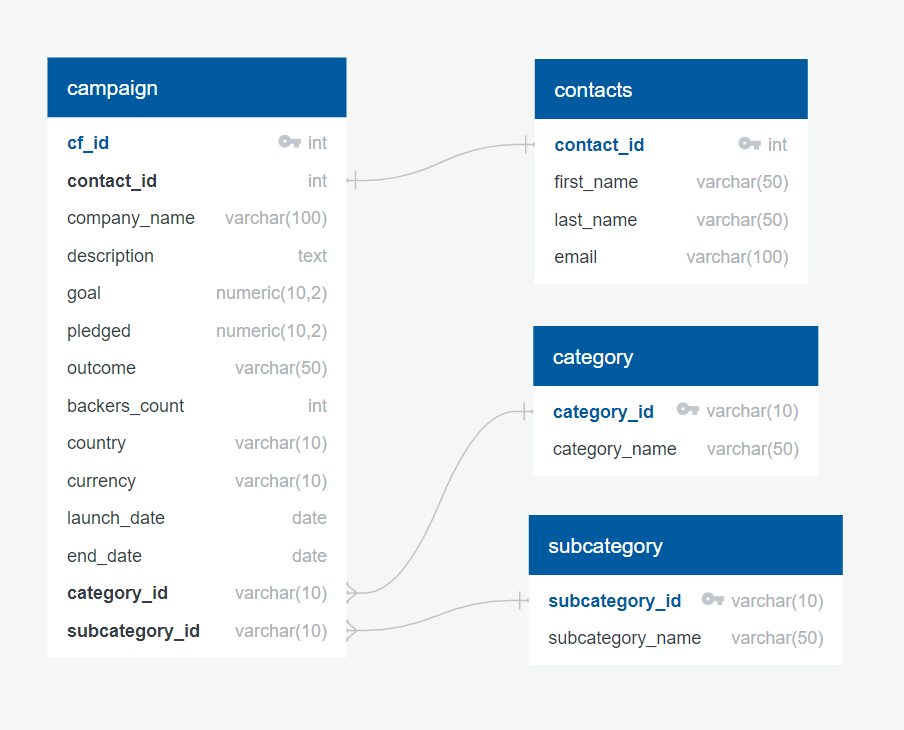 campaign
cf_id int
contact_id int
company_name varchar(100)
description text
goal numeric(10,2)
pledged numeric(10,2)
outcome varchar(50)
backers_count int
country varchar(10)
currency varchar(10)
launch_date date
end_date date
category_id varchar(10)
subcategory_id varchar(10)
contacts
contact_id int
first_name varchar(50)
last_name varchar(50)
email varchar(100)
category
category_id varchar(10)
category_name varchar(50)
subcategory
subcategory_id varchar(10)
subcategory_name varchar(50)